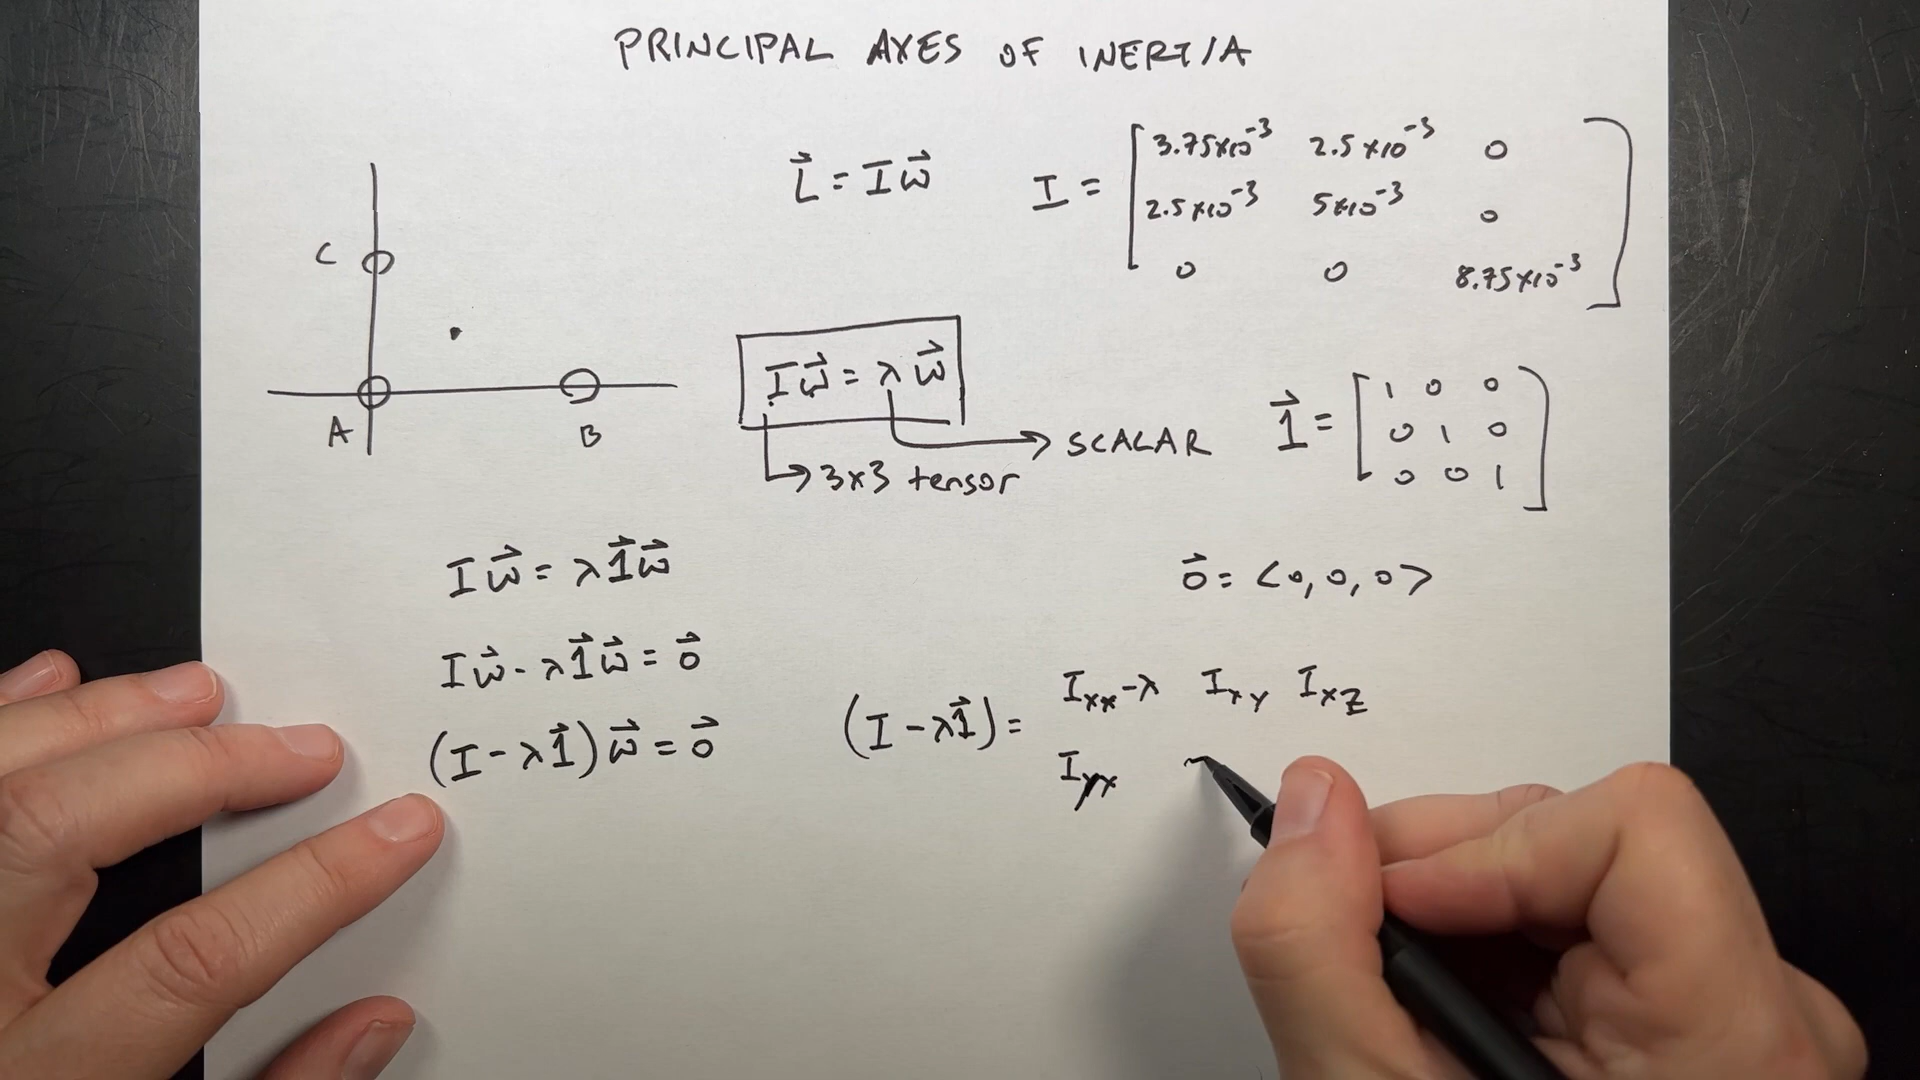 PRINCIPAL AXES OF INERTIA
L⃗ = Iω⃗
I = [3.75×10⁻³ 2.5×10⁻³ 0
2.5×10⁻³ 5×10⁻³ 0
0 0 8.75×10⁻³]
C
A
B
Iω⃗ = λω⃗
SCALAR
3×3 tensor
1⃗ = [1 0 0
0 1 0
0 0 1]
Iω⃗ = λ1⃗ω⃗
0⃗ = <0, 0, 0>
Iω⃗ - λ1⃗ω⃗ = 0⃗
(I - λ1⃗)ω⃗ = 0⃗
(I - λ1⃗) = Ixx-λ Ixy Ixz
Iyx